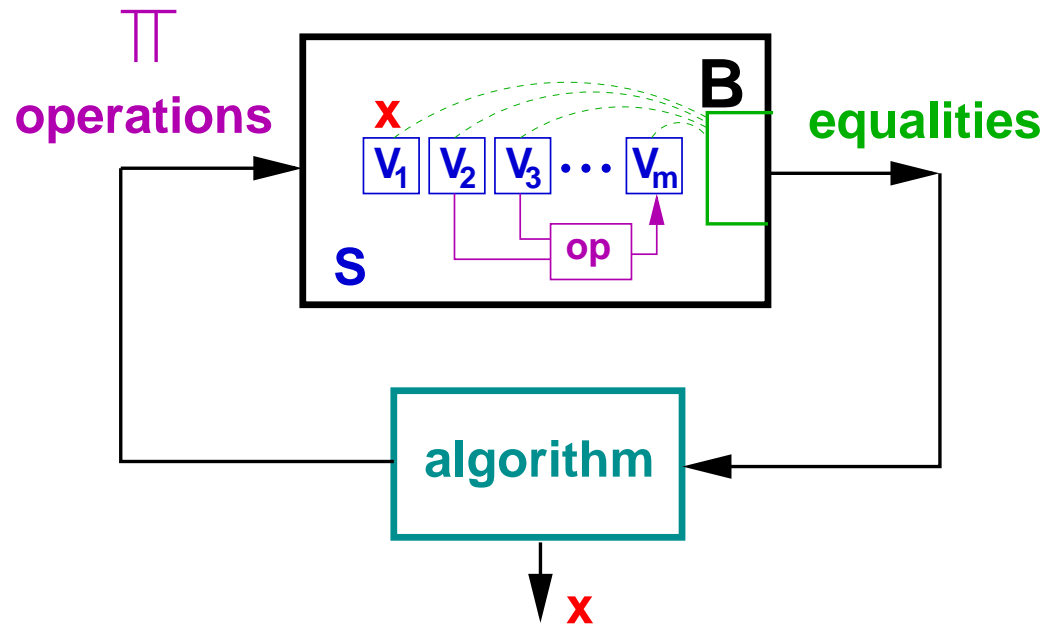 Π
operations
x
B
equalities
V1 V2 V3 ... Vm
op
S
algorithm
x